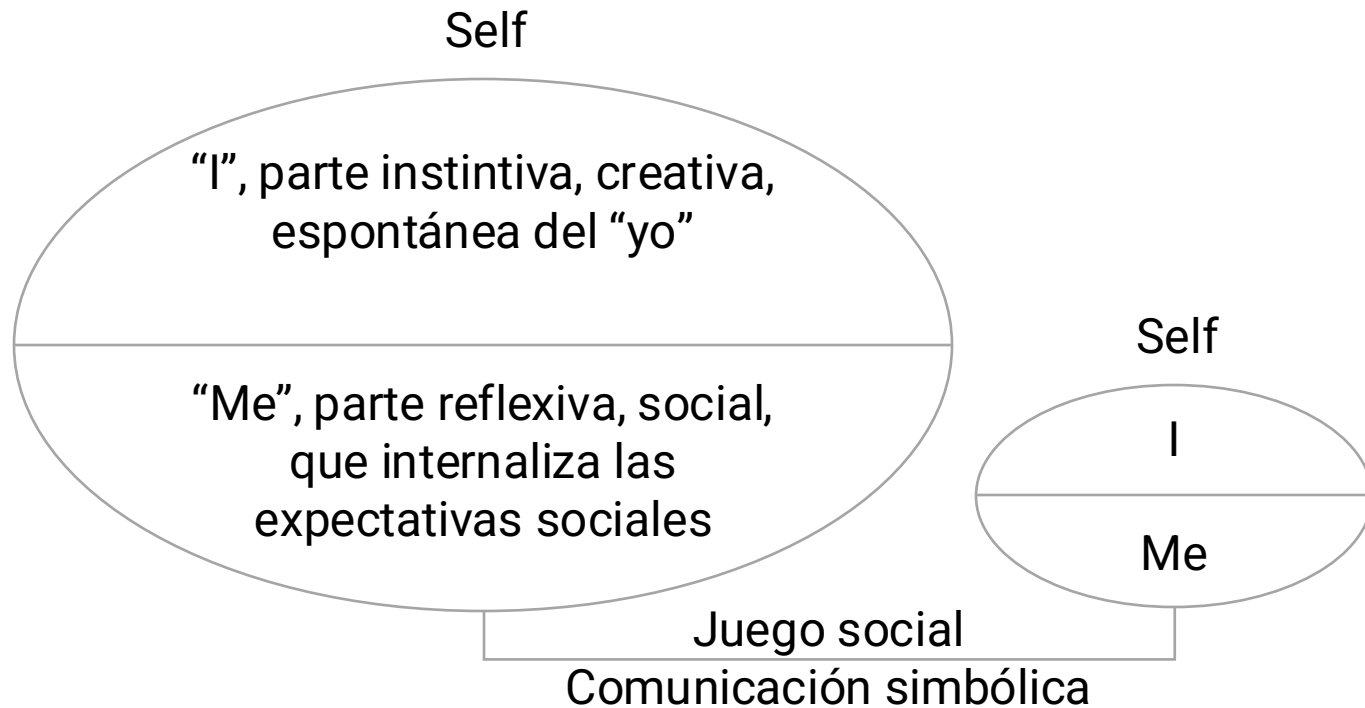 Self
“I”, parte instintiva, creativa,
espontánea del “yo”
“Me”, parte reflexiva, social,
que internaliza las
expectativas sociales
Self
I
Me
Juego social
Comunicación simbólica